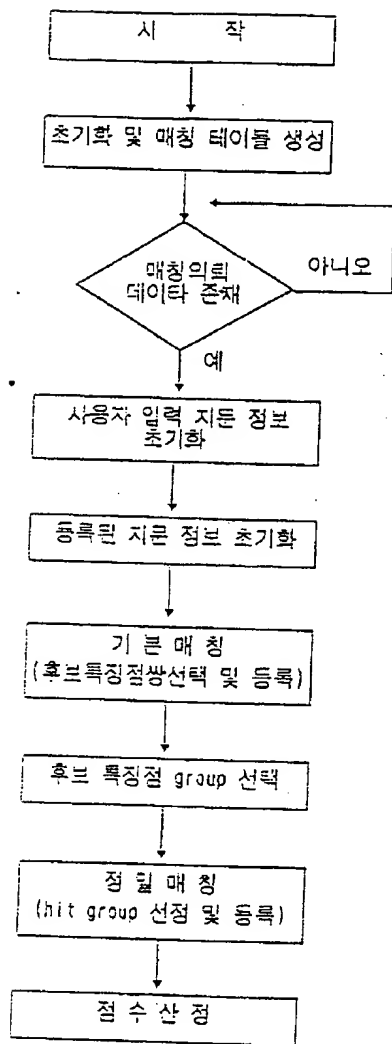 시 작
초기화 및 매칭 테이블 생성
매칭의뢰
데이타 존재
아니오
예
사용자 입력 지문 정보
초기화
등록된 지문 정보 초기화
기본매칭
(후보특징점쌍선택 및 등록)
후보 특징점 group 선택
정밀매칭
(hit group 선정 및 등록)
점수산정